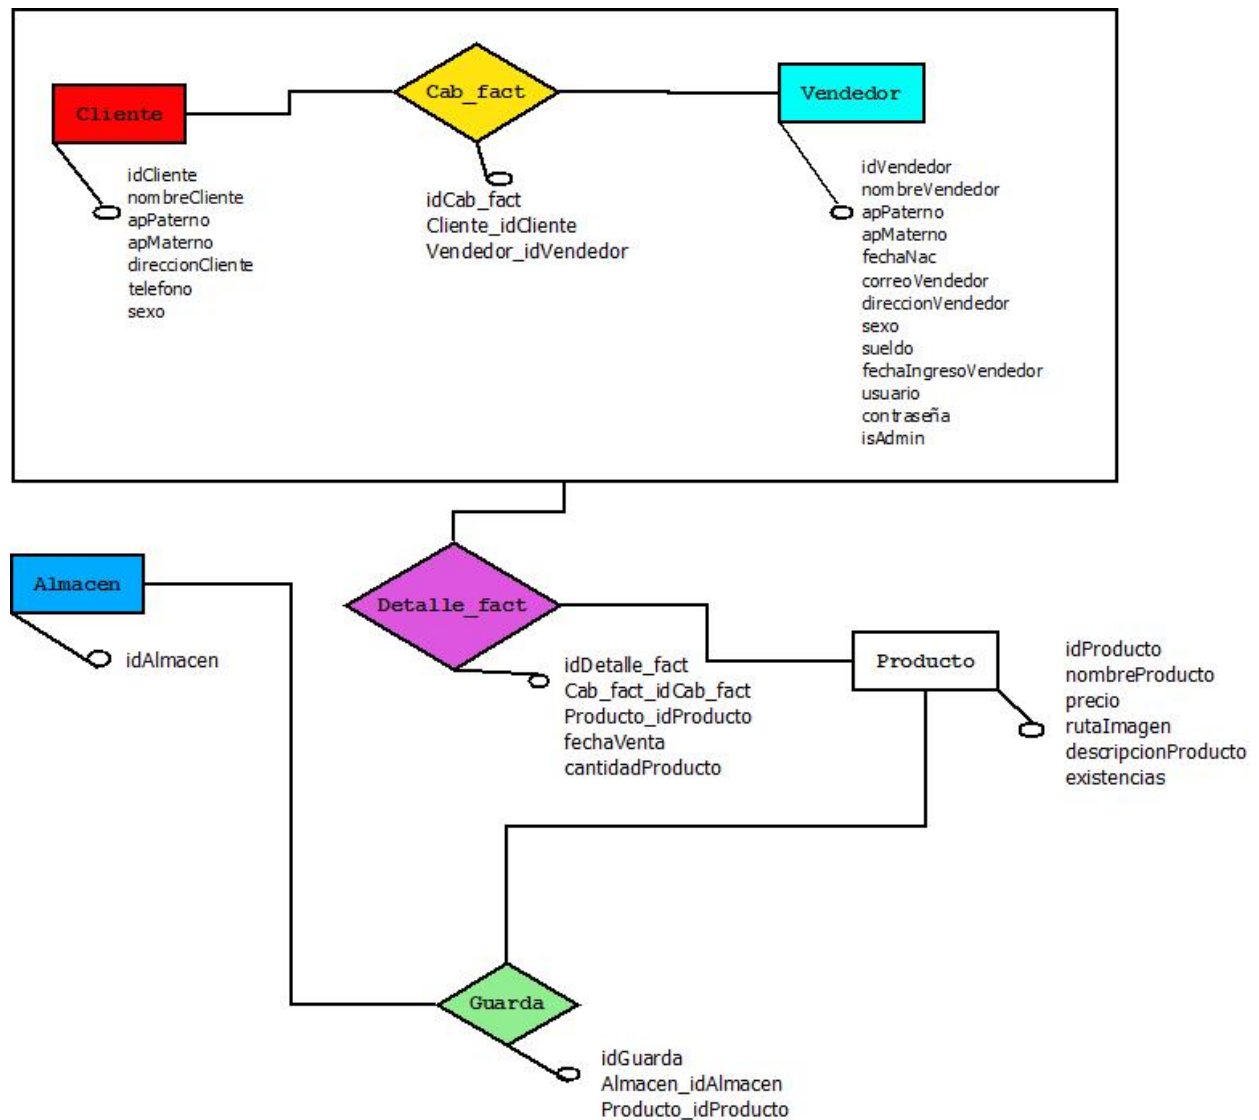 Cliente
idCliente
nombreCliente
apPaterno
apMaterno
direccionCliente
telefono
sexo
Cab_fact
idCab_fact
Cliente_idCliente
Vendedor_idVendedor
Vendedor
idVendedor
nombreVendedor
apPaterno
apMaterno
fechaNac
correoVendedor
direccionVendedor
sexo
sueldo
fechaIngresoVendedor
usuario
contraseña
isAdmin
Almacen
idAlmacen
Detalle_fact
idDetalle_fact
Cab_fact_idCab_fact
Producto_idProducto
fechaVenta
cantidadProducto
Producto
idProducto
nombreProducto
precio
rutaImagen
descripcionProducto
existencias
Guarda
idGuarda
Almacen_idAlmacen
Producto_idProducto